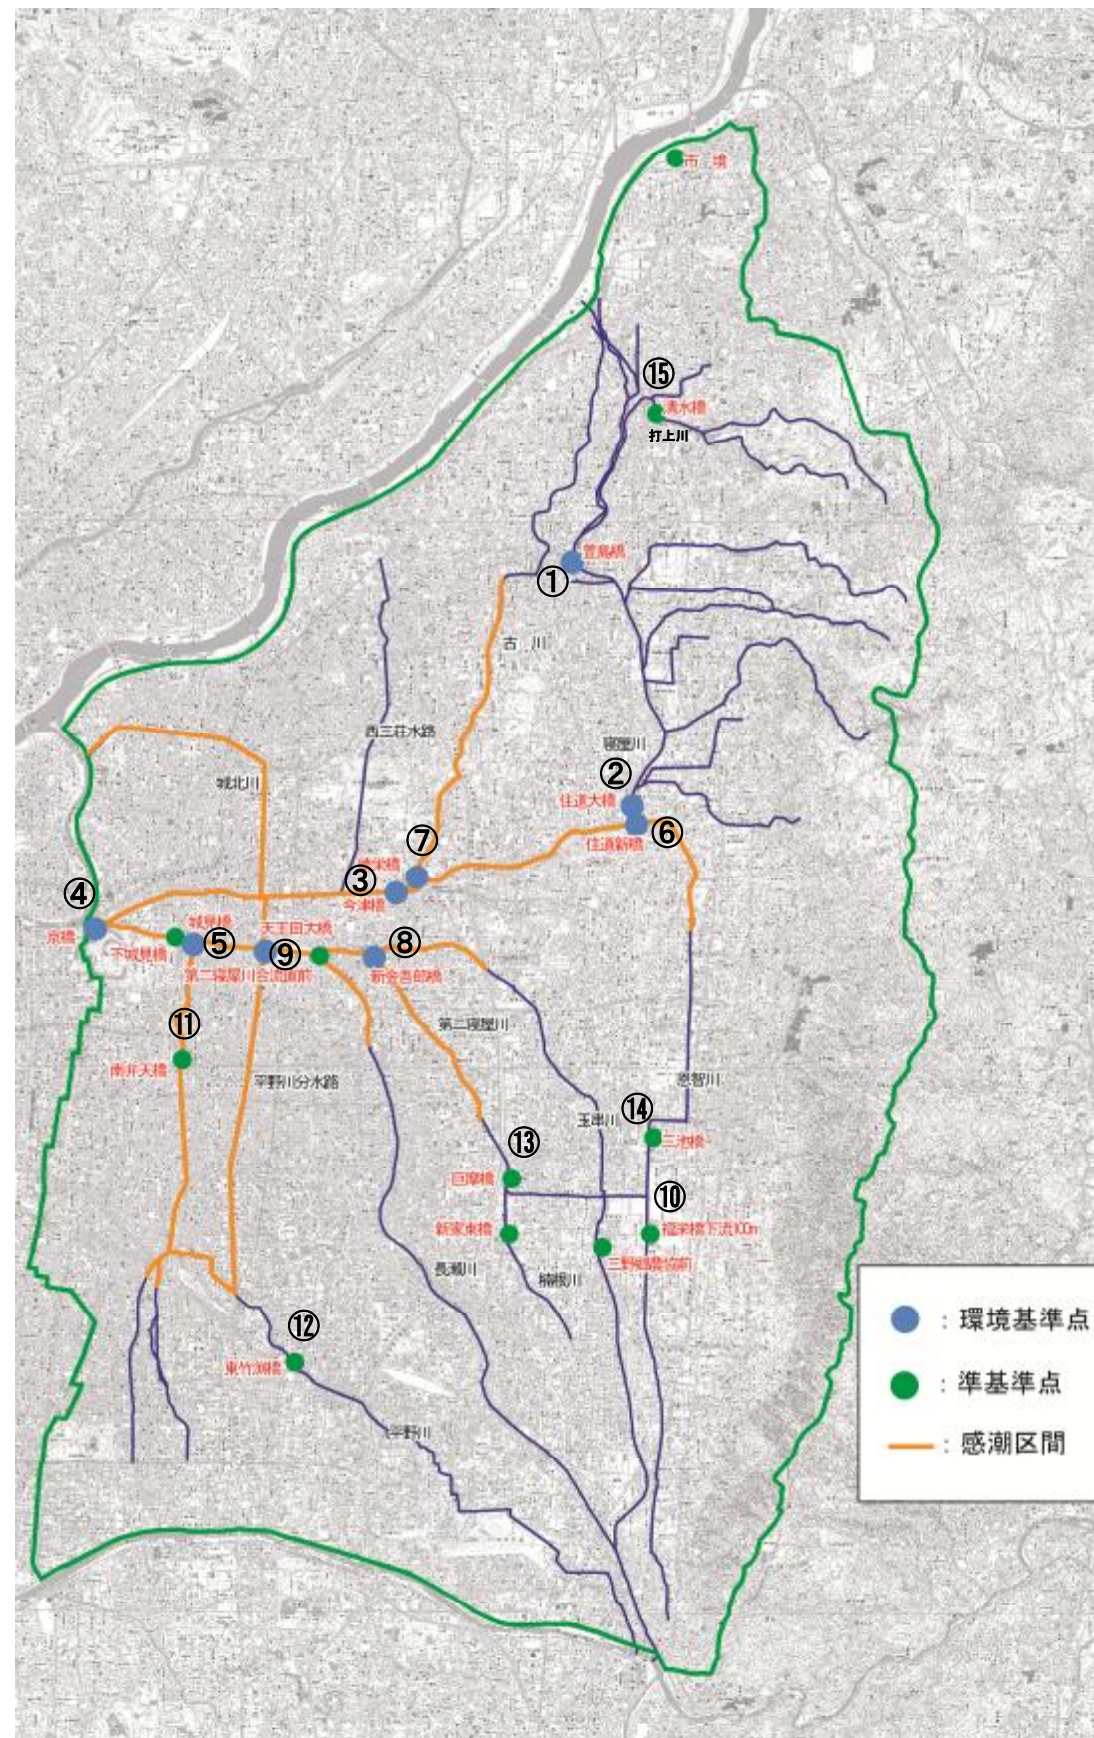 市 境
⑮
清水橋
打上川
萱島橋
①
古 川
西三荘水路
寝屋川
②
城北川
住道大橋
⑥
住道新橋
⑦
③
今津橋
④
京橋
城見橋
天王田大橋
下城見橋
⑤
⑨
⑧
第二寝屋川合流直前
新金吾郎橋
⑪
第二寝屋川
南弁天橋
平野川分水路
恩智川
⑭
玉串川
⑬
三池橋
巨摩橋
⑩
新家東橋
福栄橋下流100m
長瀬川
楠根川
⑫
東竹渕橋
平野川
:環境基準点
:準基準点
:感潮区間